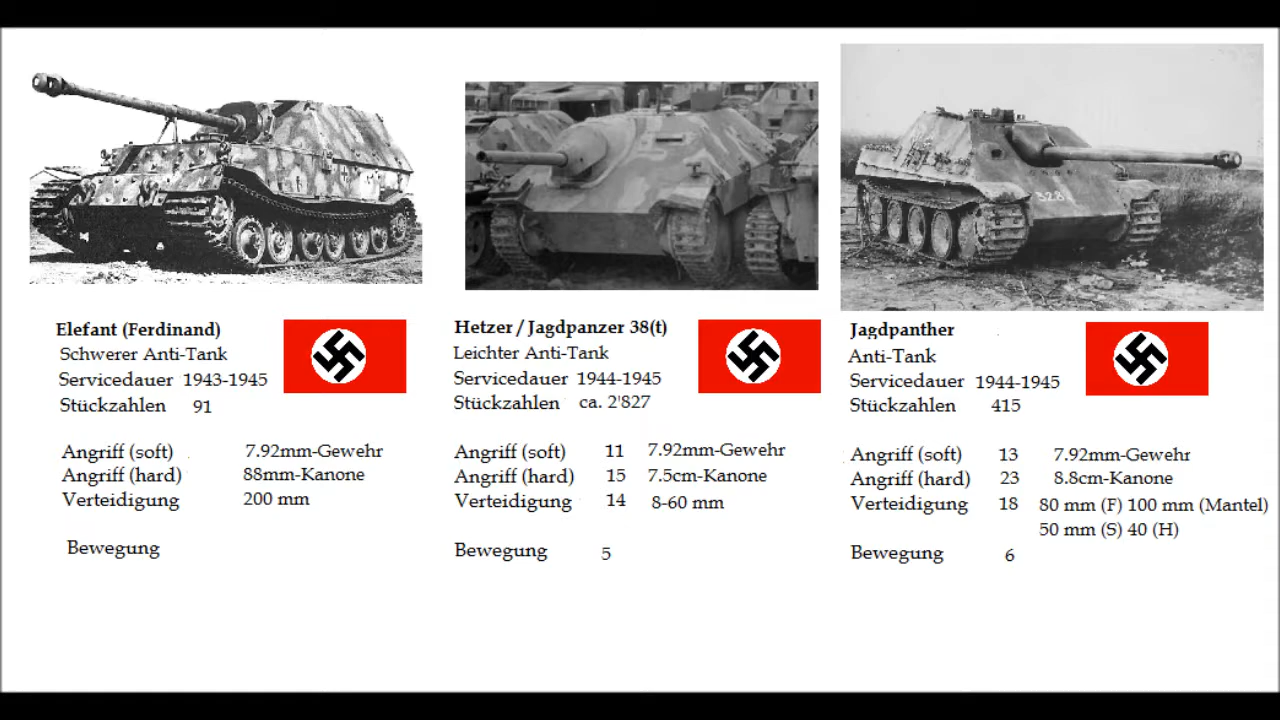 Elefant (Ferdinand)
Schwerer Anti-Tank
Servicedauer 1943-1945
Stückzahlen 91
Angriff (soft) 7.92mm-Gewehr
Angriff (hard) 88mm-Kanone
Verteidigung 200 mm
Bewegung
Hetzer / Jagdpanzer 38(t)
Leichter Anti-Tank
Servicedauer 1944-1945
Stückzahlen ca. 2'827
Angriff (soft) 11 7.92mm-Gewehr
Angriff (hard) 15 7.5cm-Kanone
Verteidigung 14 8-60 mm
Bewegung 5
328
Jagdpanther
Anti-Tank
Servicedauer 1944-1945
Stückzahlen 415
Angriff (soft) 13 7.92mm-Gewehr
Angriff (hard) 23 8.8cm-Kanone
Verteidigung 18 80 mm (F) 100 mm (Mantel)
50 mm (S) 40 (H)
Bewegung 6